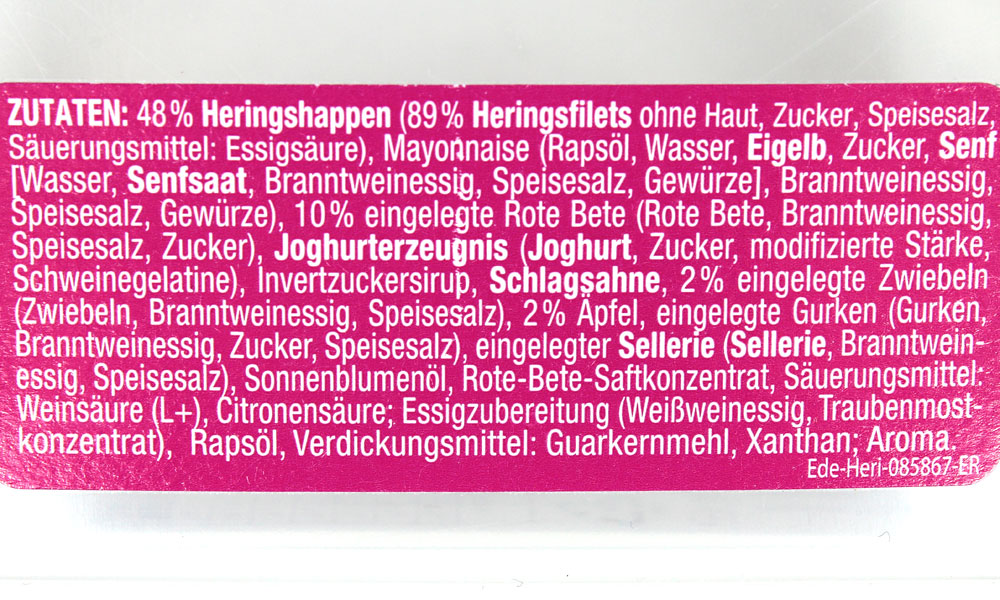 ZUTATEN: 48% Heringshappen (89% Heringsfilets ohne Haut, Zucker, Speisesalz,
Säuerungsmittel: Essigsäure), Mayonnaise (Rapsöl, Wasser, Eigelb, Zucker, Senf
[Wasser, Senfsaat, Branntweinessig, Speisesalz, Gewürze], Branntweinessig,
Speisesalz, Gewürze), 10% eingelegte Rote Bete (Rote Bete, Branntweinessig,
Speisesalz, Zucker), Joghurterzeugnis (Joghurt, Zucker, modifizierte Stärke,
Schweinegelatine), Invertzuckersirup, Schlagsahne, 2% eingelegte Zwiebeln
(Zwiebeln, Branntweinessig, Speisesalz), 2% Äpfel, eingelegte Gurken (Gurken,
Branntweinessig, Zucker, Speisesalz), eingelegter Sellerie (Sellerie, Branntwein-
essig, Speisesalz), Sonnenblumenöl, Rote-Bete-Saftkonzentrat, Säuerungsmittel:
Weinsäure (L+), Citronensäure; Essigzubereitung (Weißweinessig, Traubenmost-
konzentrat), Rapsöl, Verdickungsmittel: Guarkernmehl, Xanthan; Aroma.
Ede-Heri-085867-ER